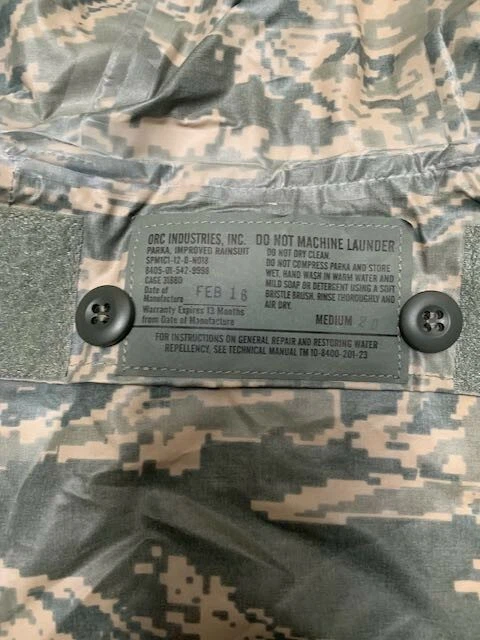 ORC INDUSTRIES, INC.
PARKA, IMPROVED RAINSUIT
SPM1C1-12-D-N018
8405-01-547-9998
CAGE 31880
Date of
Manufacture FEB 16
Warranty Expires 13 Months
from Date of Manufacture
DO NOT MACHINE LAUNDER
DO NOT DRY CLEAN.
DO NOT COMPRESS PARKA AND STORE
WET. HAND WASH IN WARM WATER AND
MILD SOAP OR DETERGENT USING A SOFT
BRISTLE BRUSH. RINSE THOROUGHLY AND
AIR DRY.
MEDIUM
FOR INSTRUCTIONS ON GENERAL REPAIR AND RESTORING WATER
REPELLENCY, SEE TECHNICAL MANUAL TM 10-8400-201-23